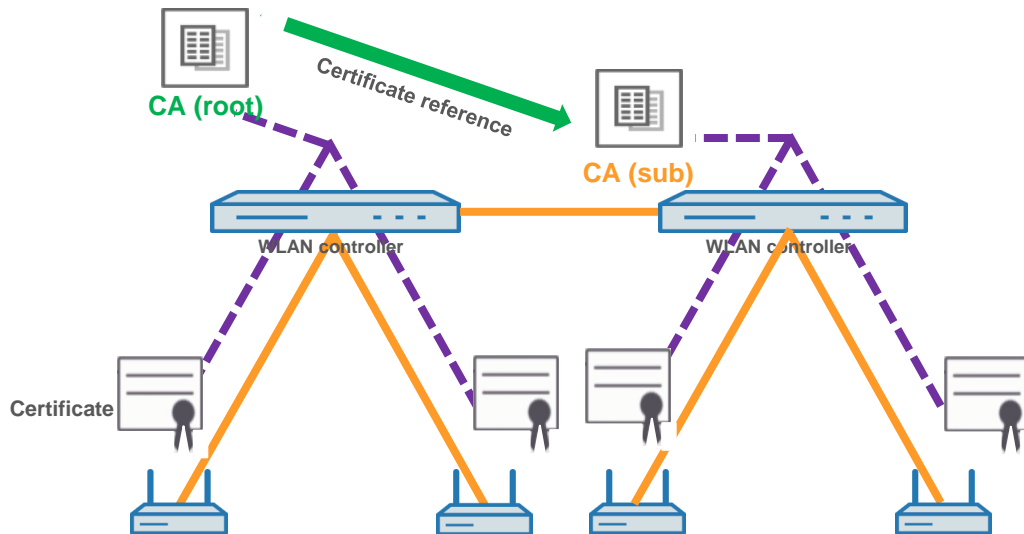 CA (root)
Certificate reference
CA (sub)
WLAN controller
WLAN controller
Certificate